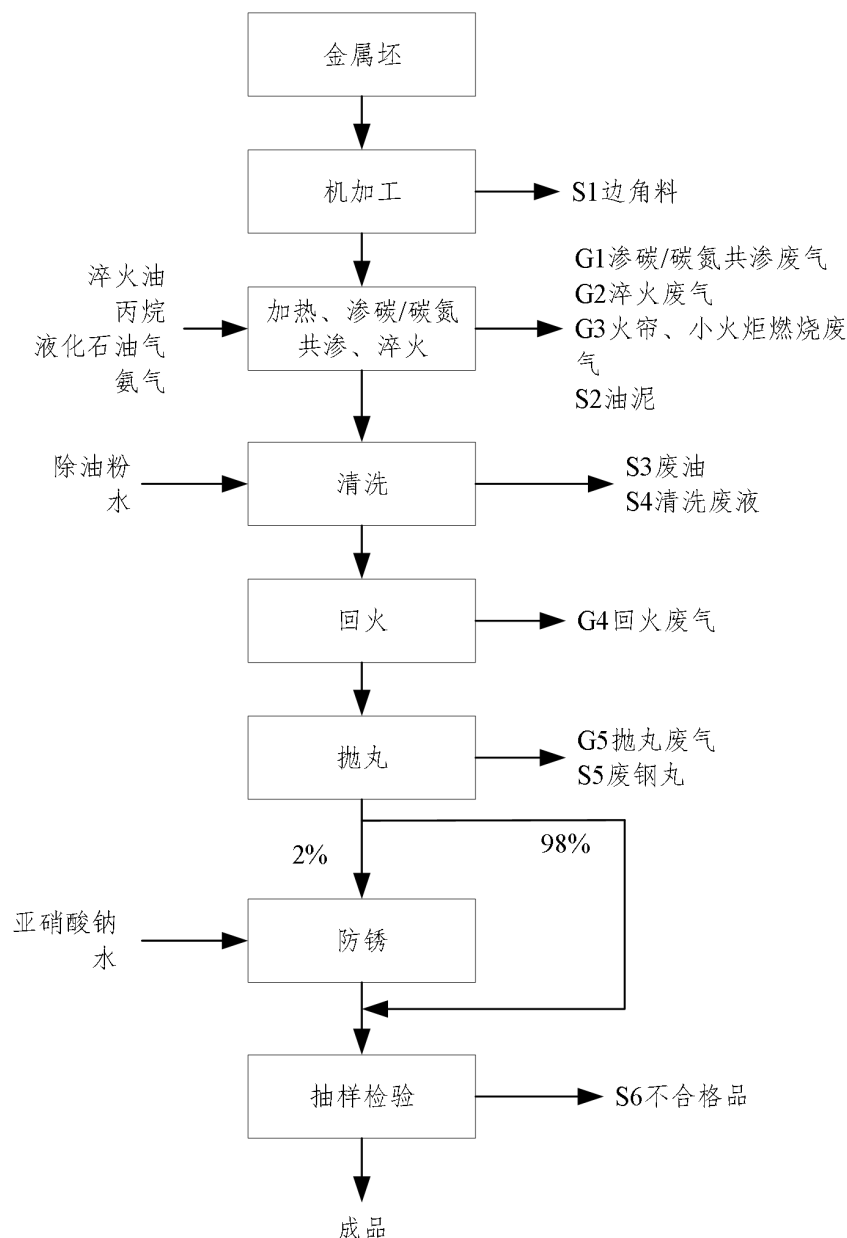 金属坯
机加工
S1边角料
淬火油
丙烷
液化石油气
氨气
加热、渗碳/碳氮
共渗、淬火
G1渗碳/碳氮共渗废气
G2淬火废气
G3火帘、小火炬燃烧废
气
S2油泥
除油粉
水
清洗
S3废油
S4清洗废液
回火
G4回火废气
抛丸
G5抛丸废气
S5废钢丸
2%
98%
亚硝酸钠
水
防锈
抽样检验
S6不合格品
成品